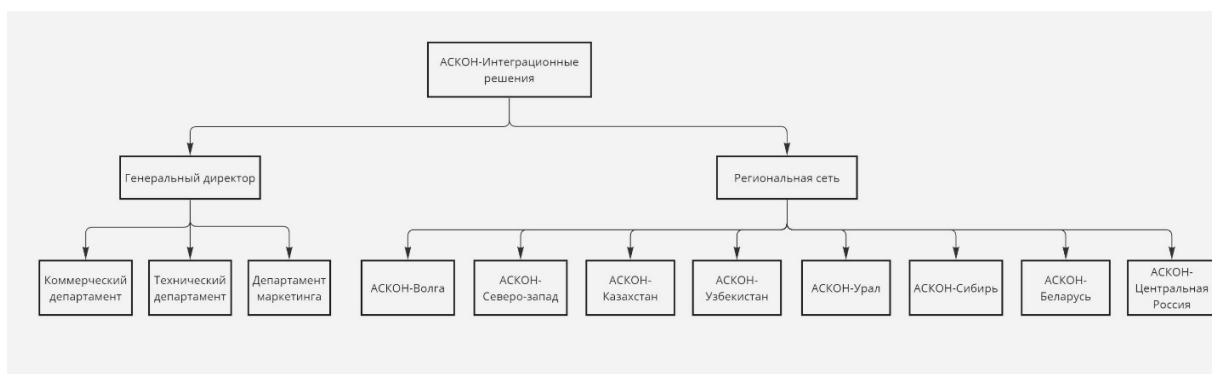 АСКОН-Интеграционные
решения
Генеральный директор
Региональная сеть
Коммерческий
департамент
Технический
департамент
Департамент
маркетинга
АСКОН-Волга
АСКОН-
Северо-запад
АСКОН-
Казахстан
АСКОН-
Узбекистан
АСКОН-Урал
АСКОН-Сибирь
АСКОН-
Беларусь
АСКОН-
Центральная
Россия